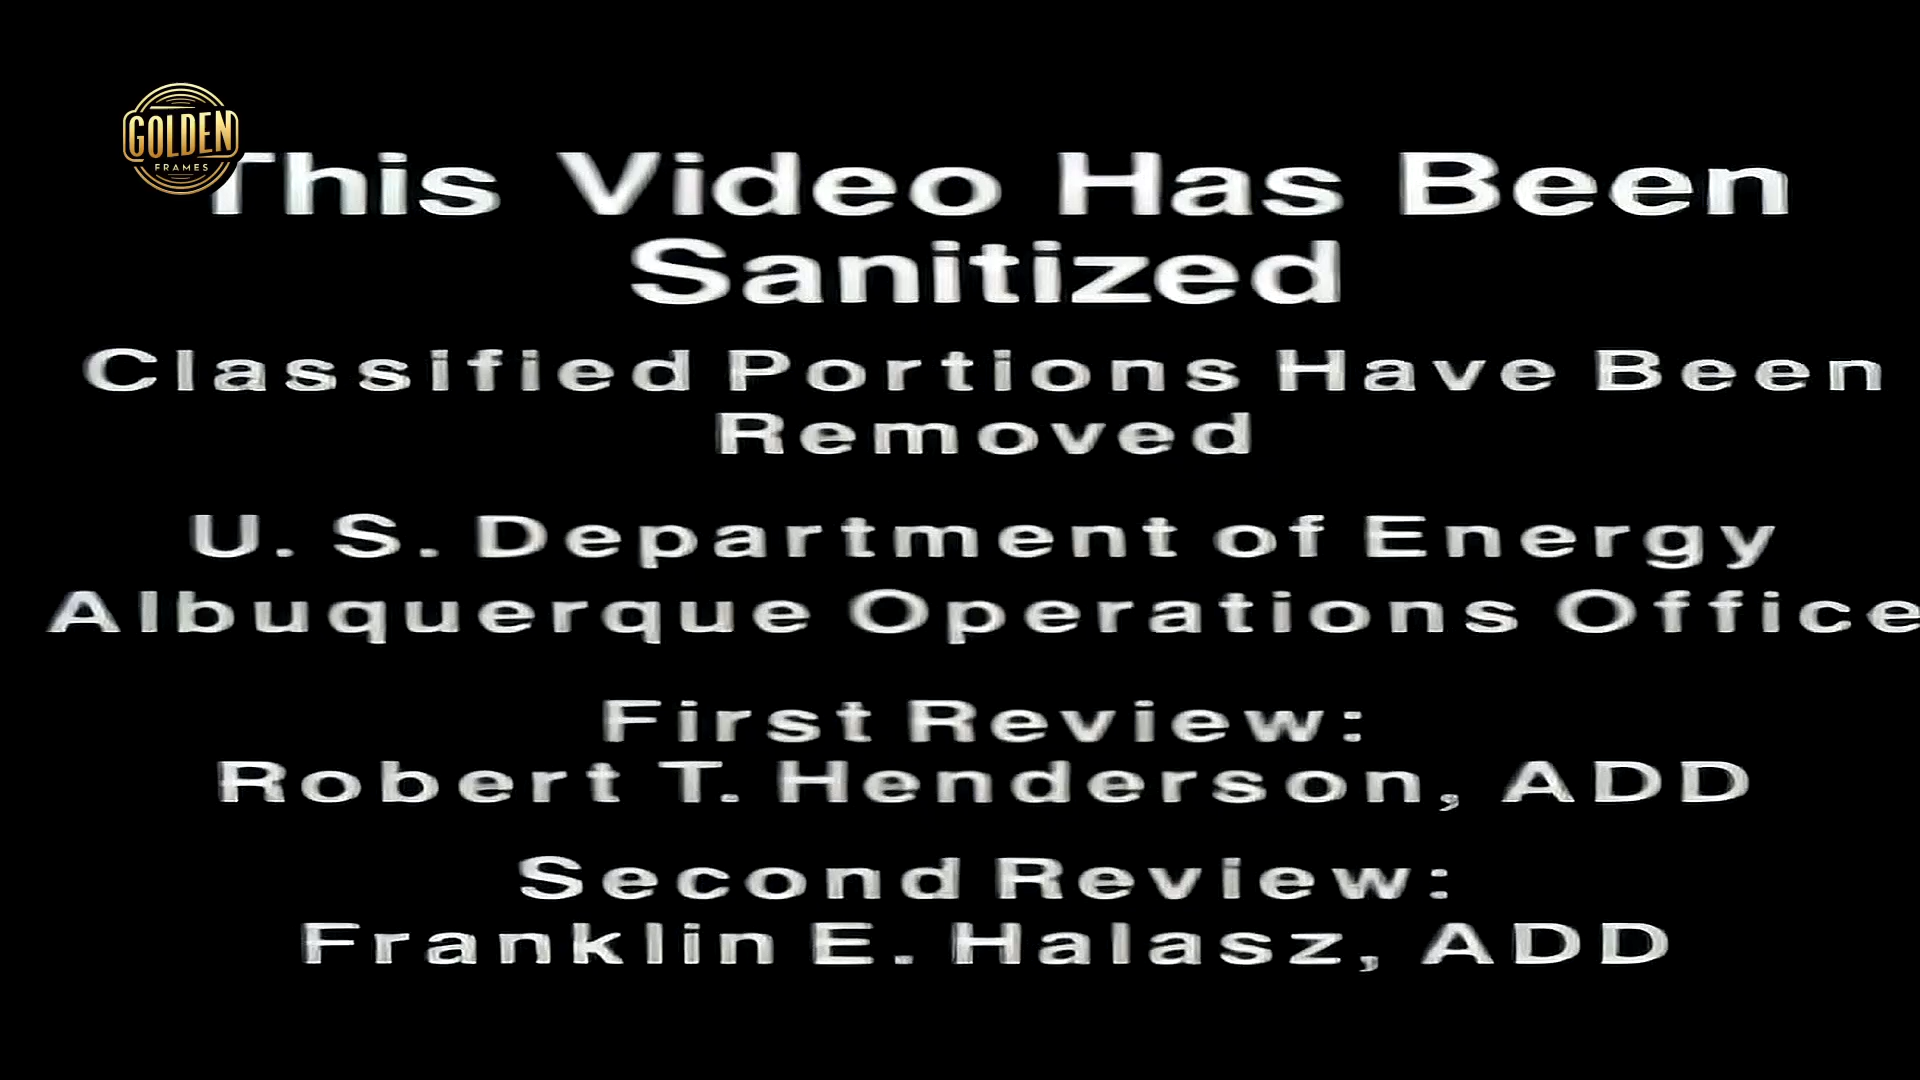 GOLDEN
FRAMES
This Video Has Been
Sanitized
Classified Portions Have Been
Removed
U. S. Department of Energy
Albuquerque Operations Office
First Review:
Robert T. Henderson, ADD
Second Review:
Franklin E. Halasz, ADD